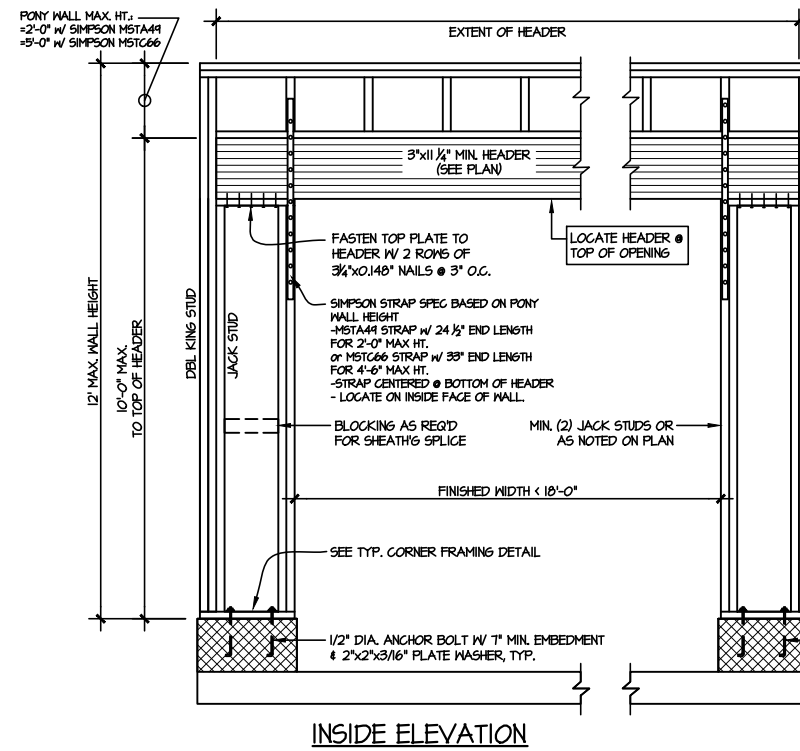 PONY WALL MAX. HT.:
=2'-0" W/ SIMPSON MSTA49
=5'-0" W/ SIMPSON MSTC66
EXTENT OF HEADER
3"x11 1/4" MIN. HEADER
(SEE PLAN)
FASTEN TOP PLATE TO
HEADER W/ 2 ROWS OF
3 1/4"x0.148" NAILS @ 3" O.C.
LOCATE HEADER @
TOP OF OPENING
12' MAX. WALL HEIGHT
10'-0" MAX.
TO TOP OF HEADER
DBL KING STUD
JACK STUD
SIMPSON STRAP SPEC BASED ON PONY
WALL HEIGHT
-MSTA49 STRAP W/ 24 1/2" END LENGTH
FOR 2'-0" MAX HT.
or MSTC66 STRAP W/ 33" END LENGTH
FOR 4'-6" MAX HT.
-STRAP CENTERED @ BOTTOM OF HEADER
- LOCATE ON INSIDE FACE OF WALL.
BLOCKING AS REQ'D
FOR SHEATH'G SPLICE
MIN. (2) JACK STUDS OR
AS NOTED ON PLAN
FINISHED WIDTH < 18'-0"
SEE TYP. CORNER FRAMING DETAIL
1/2" DIA. ANCHOR BOLT W/ 7" MIN. EMBEDMENT
& 2"x2"x3/16" PLATE WASHER, TYP.
INSIDE ELEVATION